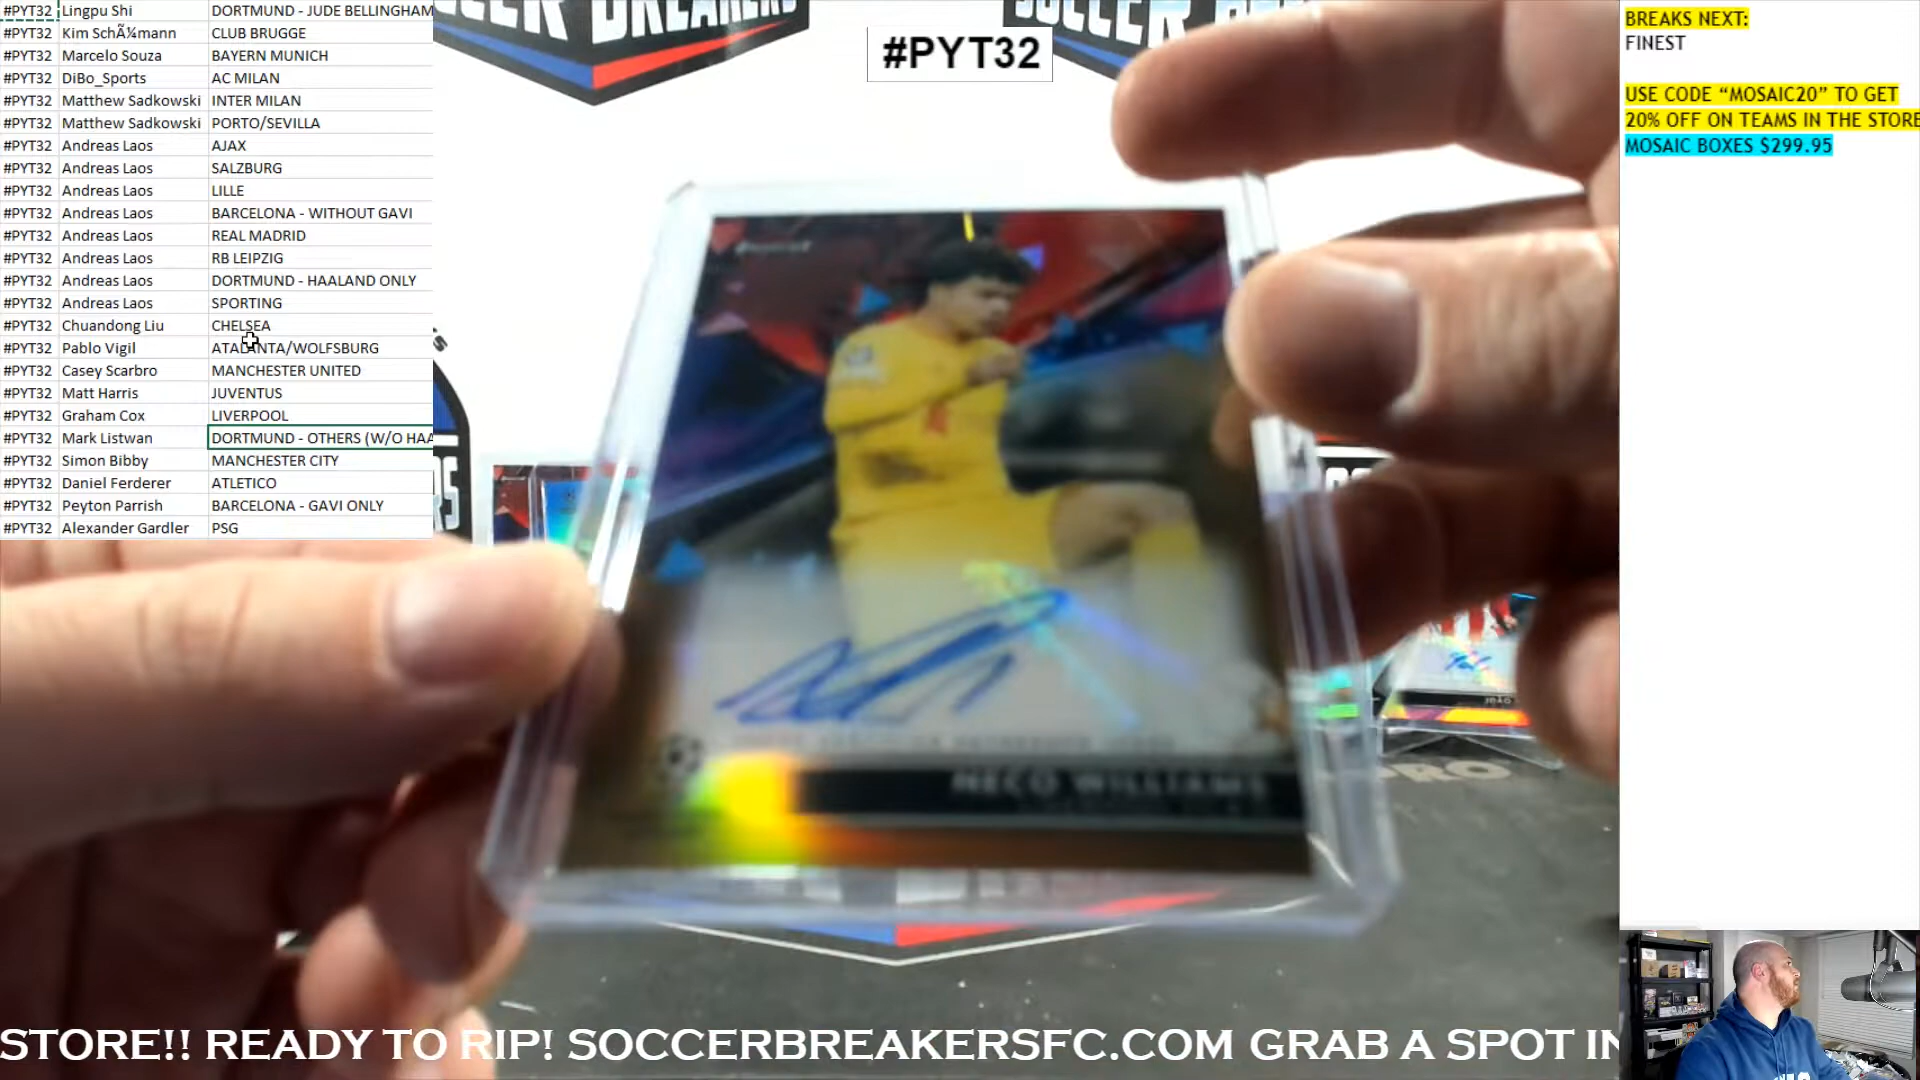 #PYT32 Lingpu Shi DORTMUND - JUDE BELLINGHAM
#PYT32 Kim SchÃ¼mann CLUB BRUGGE
#PYT32 Marcelo Souza BAYERN MUNICH
#PYT32 DiBo_Sports AC MILAN
#PYT32 Matthew Sadkowski INTER MILAN
#PYT32 Matthew Sadkowski PORTO/SEVILLA
#PYT32 Andreas Laos AJAX
#PYT32 Andreas Laos SALZBURG
#PYT32 Andreas Laos LILLE
#PYT32 Andreas Laos BARCELONA - WITHOUT GAVI
#PYT32 Andreas Laos REAL MADRID
#PYT32 Andreas Laos RB LEIPZIG
#PYT32 Andreas Laos DORTMUND - HAALAND ONLY
#PYT32 Andreas Laos SPORTING
#PYT32 Chuandong Liu CHELSEA
#PYT32 Pablo Vigil ATALANTA/WOLFSBURG
#PYT32 Casey Scarbro MANCHESTER UNITED
#PYT32 Matt Harris JUVENTUS
#PYT32 Graham Cox LIVERPOOL
#PYT32 Mark Listwan DORTMUND - OTHERS (W/O HAA
#PYT32 Simon Bibby MANCHESTER CITY
#PYT32 Daniel Ferderer ATLETICO
#PYT32 Peyton Parrish BARCELONA - GAVI ONLY
#PYT32 Alexander Gardler PSG
SOCCER BREAKERS
#PYT32
NECO WILLIAMS
JOÃO
PRO
BREAKS NEXT:
FINEST
USE CODE “MOSAIC20” TO GET
20% OFF ON TEAMS IN THE STORE
MOSAIC BOXES $299.95
STORE!! READY TO RIP! SOCCERBREAKERSFC.COM GRAB A SPOT IN